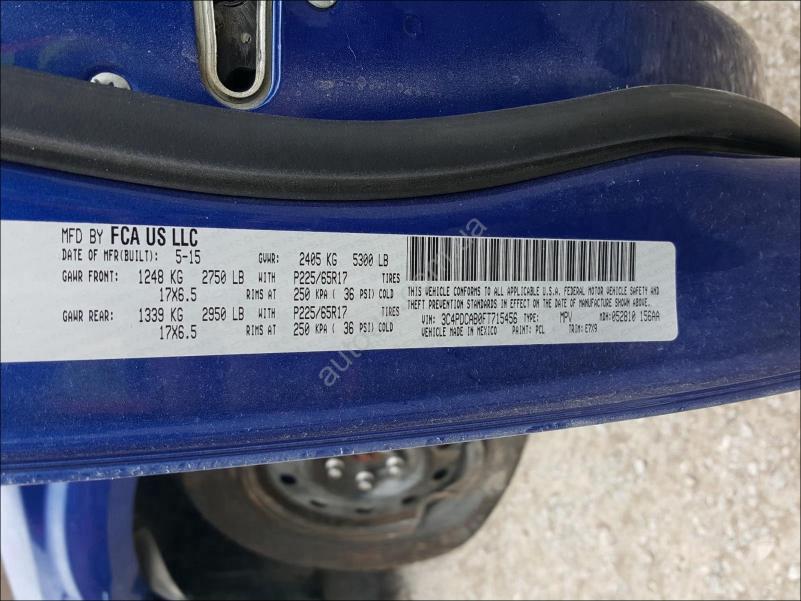 MFD BY FCA US LLC
DATE OF MFR(BUILT): 5-15 GVWR: 2405 KG 5300 LB
GAWR FRONT: 1248 KG 2750 LB WITH P225/65R17 TIRES
17X6.5 RIMS AT 250 KPA ( 36 PSI) COLD
GAWR REAR: 1339 KG 2950 LB WITH P225/65R17 TIRES
17X6.5 RIMS AT 250 KPA ( 36 PSI) COLD
THIS VEHICLE CONFORMS TO ALL APPLICABLE U.S.A. FEDERAL MOTOR VEHICLE SAFETY AND
THEFT PREVENTION STANDARDS IN EFFECT ON THE DATE OF MANUFACTURE SHOWN ABOVE.
VIN: 3C4PDCAB0FT715456 TYPE: MPV MDH:052810 156AA
VEHICLE MADE IN MEXICO PAINT: PCL TRIM: E7X9